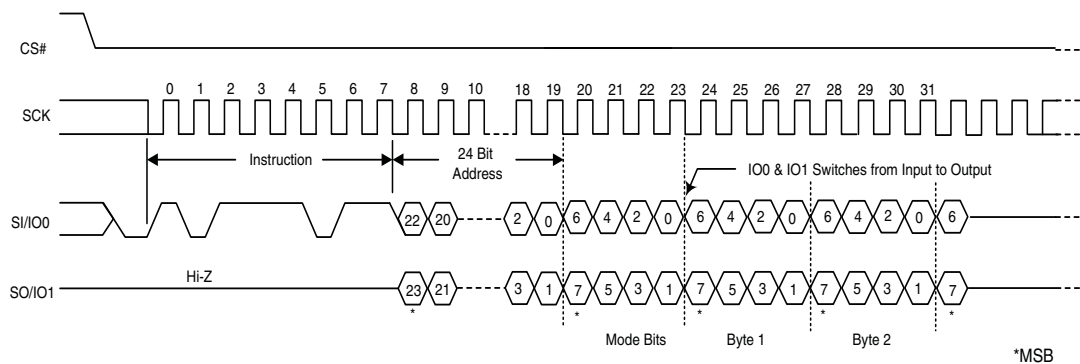 CS#
0 1 2 3 4 5 6 7 8 9 10 18 19 20 21 22 23 24 25 26 27 28 29 30 31
SCK
Instruction
24 Bit
Address
IO0 & IO1 Switches from Input to Output
SI/IO0
22 20 2 0 6 4 2 0 6 4 2 0 6 4 2 0 6
Hi-Z
SO/IO1
23 21 3 1 7 5 3 1 7 5 3 1 7 5 3 1 7
* * * * *
Mode Bits Byte 1 Byte 2
*MSB